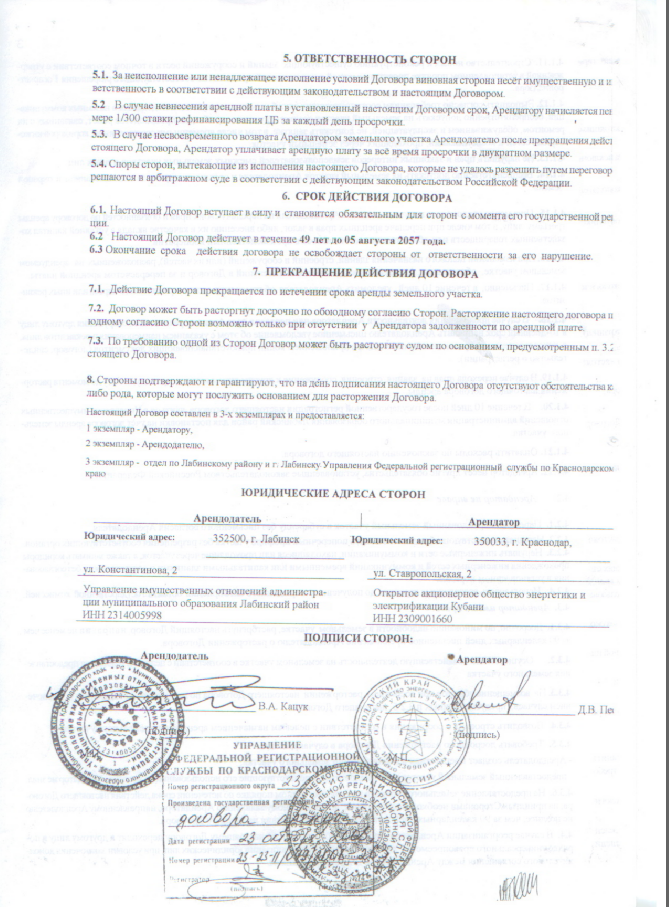 5. ОТВЕТСТВЕННОСТЬ СТОРОН
5.1. За неисполнение или ненадлежащее исполнение условий Договора виновная сторона несёт имущественную и и
ветственность в соответствии с действующим законодательством и настоящим Договором.
5.2 В случае невнесения арендной платы в установленный настоящим Договором срок, Арендатору начисляется пен
мере 1/300 ставки рефинансирования ЦБ за каждый день просрочки.
5.3. В случае несвоевременного возврата Арендатором земельного участка Арендодателю после прекращения дейст
стоящего Договора, Арендатор уплачивает арендную плату за всё время просрочки в двукратном размере.
5.4. Споры сторон, вытекающие из исполнения настоящего Договора, которые не удалось разрешить путем переговор
решаются в арбитражном суде в соответствии с действующим законодательством Российской Федерации.
6. СРОК ДЕЙСТВИЯ ДОГОВОРА
6.1. Настоящий Договор вступает в силу и становится обязательным для сторон с момента его государственной рег
ции.
6.2 Настоящий Договор действует в течение 49 лет до 05 августа 2057 года.
6.3 Окончание срока действия договора не освобождает стороны от ответственности за его нарушение.
7. ПРЕКРАЩЕНИЕ ДЕЙСТВИЯ ДОГОВОРА
7.1. Действие Договора прекращается по истечении срока аренды земельного участка.
7.2. Договор может быть расторгнут досрочно по обоюдному согласию Сторон. Расторжение настоящего договора п
юдному согласию Сторон возможно только при отсутствии у Арендатора задолженности по арендной плате.
7.3. По требованию одной из Сторон Договор может быть расторгнут судом по основаниям, предусмотренным п. 3.2
стоящего Договора.
8. Стороны подтверждают и гарантируют, что на день подписания настоящего Договора отсутствуют обстоятельства к
либо рода, которые могут послужить основанием для расторжения Договора.
Настоящий Договор составлен в 3-х экземплярах и предоставляется:
1 экземпляр - Арендатору,
2 экземпляр - Арендодателю,
3 экземпляр - отдел по Лабинскому району и г. Лабинску Управления Федеральной регистрационный службы по Краснодарском
краю
ЮРИДИЧЕСКИЕ АДРЕСА СТОРОН
Арендодатель Арендатор
Юридический адрес: 352500, г. Лабинск Юридический адрес: 350033, г. Краснодар,
ул. Константинова, 2 ул. Ставропольская, 2
Управление имущественных отношений администра- Открытое акционерное общество энергетики и
ции муниципального образования Лабинский район электрификации Кубани
ИНН 2314005998 ИНН 2309001660
ПОДПИСИ СТОРОН:
Арендодатель Арендатор
В.А. Кацук Д.В. Пе
(подпись) (подпись)
УПРАВЛЕНИЕ
ФЕДЕРАЛЬНОЙ РЕГИСТРАЦИОННОЙ
СЛУЖБЫ ПО КРАСНОДАРСКОМУ
Номер регистрационного округа 23
Произведена государственная регистрация
договора аренды
Дата регистрации 23 октября 2008
Номер регистрации 23-23-11/
Регистратор
(подпись)